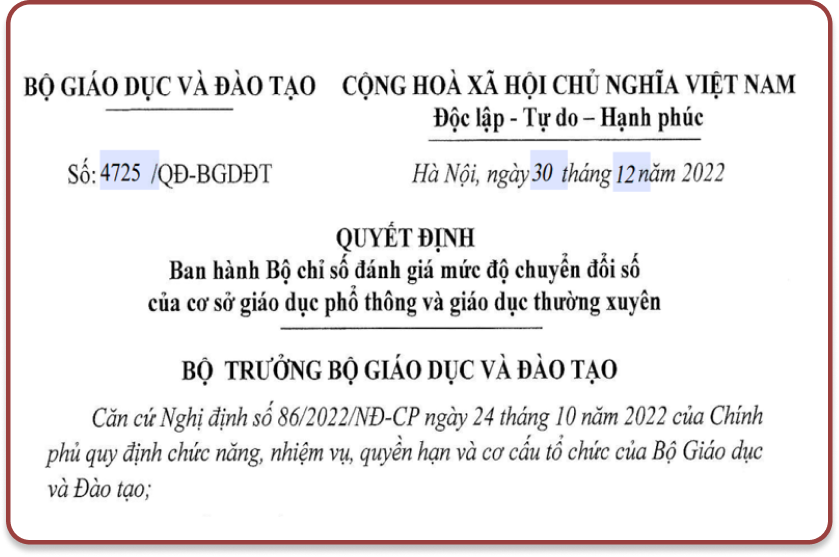 BỘ GIÁO DỤC VÀ ĐÀO TẠO
CỘNG HOÀ XÃ HỘI CHỦ NGHĨA VIỆT NAM
Độc lập - Tự do – Hạnh phúc
Số: 4725 /QĐ-BGDĐT
Hà Nội, ngày 30 tháng 12 năm 2022
QUYẾT ĐỊNH
Ban hành Bộ chỉ số đánh giá mức độ chuyển đổi số
của cơ sở giáo dục phổ thông và giáo dục thường xuyên
BỘ TRƯỞNG BỘ GIÁO DỤC VÀ ĐÀO TẠO
Căn cứ Nghị định số 86/2022/NĐ-CP ngày 24 tháng 10 năm 2022 của Chính
phủ quy định chức năng, nhiệm vụ, quyền hạn và cơ cấu tổ chức của Bộ Giáo dục
và Đào tạo;